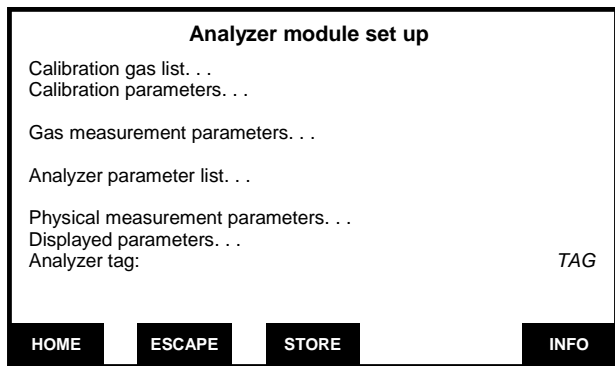 Analyzer module set up
Calibration gas list. . .
Calibration parameters. . .
Gas measurement parameters. . .
Analyzer parameter list. . .
Physical measurement parameters. . .
Displayed parameters. . .
Analyzer tag: TAG
HOME ESCAPE STORE INFO